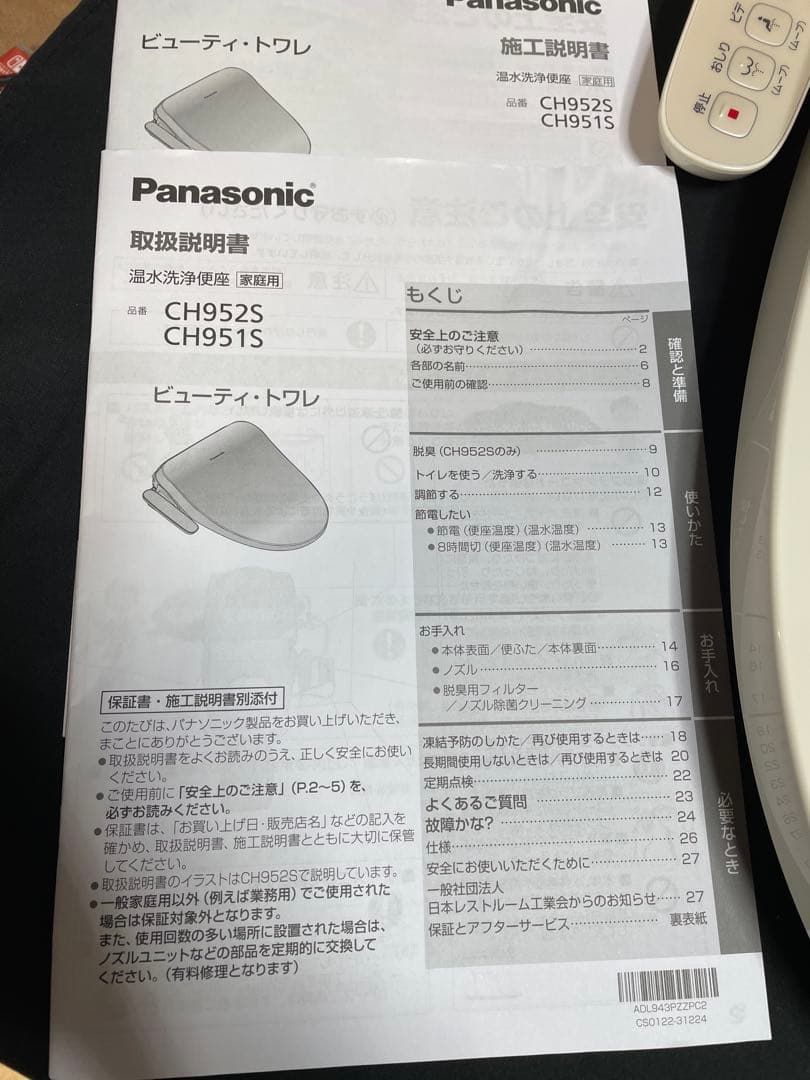 Panasonic
ビューティ・トワレ
施工説明書
温水洗浄便座 家庭用
品番 CH952S
CH951S
ビデ
(ムーブ)
おしり
(ムーブ)
停止
Panasonic
取扱説明書
温水洗浄便座 家庭用
品番 CH952S
CH951S
ビューティ・トワレ
保証書・施工説明書別添付
このたびは、パナソニック製品をお買い上げいただき、
まことにありがとうございます。
●取扱説明書をよくお読みのうえ、正しく安全にお使い
ください。
●ご使用前に「安全上のご注意」(P.2〜5)を、
必ずお読みください。
●保証書は、「お買い上げ日・販売店名」などの記入を
確かめ、取扱説明書、施工説明書とともに大切に保管
してください。
●取扱説明書のイラストはCH952Sで説明しています。
●一般家庭用以外(例えば業務用)でご使用された
場合は保証対象外となります。
また、使用回数の多い場所に設置された場合は、
ノズルユニットなどの部品を定期的に交換して
ください。(有料修理となります)
もくじ
ページ
安全上のご注意
(必ずお守りください)……………2
各部の名前……………6
ご使用前の確認……………8
確認と準備
脱臭(CH952Sのみ)……………9
トイレを使う/洗浄する……………10
調節する……………12
節電したい
●節電(便座温度)(温水温度)………13
●8時間切(便座温度)(温水温度)………13
使いかた
お手入れ
●本体表面/便ふた/本体裏面………14
●ノズル……………16
●脱臭用フィルター
/ノズル除菌クリーニング……………17
お手入れ
凍結予防のしかた/再び使用するときは……18
長期間使用しないときは/再び使用するときは 20
定期点検……………22
よくあるご質問……………23
故障かな?……………24
仕様……………26
安全にお使いいただくために……………27
一般社団法人
日本レストルーム工業会からのお知らせ……27
保証とアフターサービス……………裏表紙
必要なとき
ADL943PZZPC2
CS0122-31224